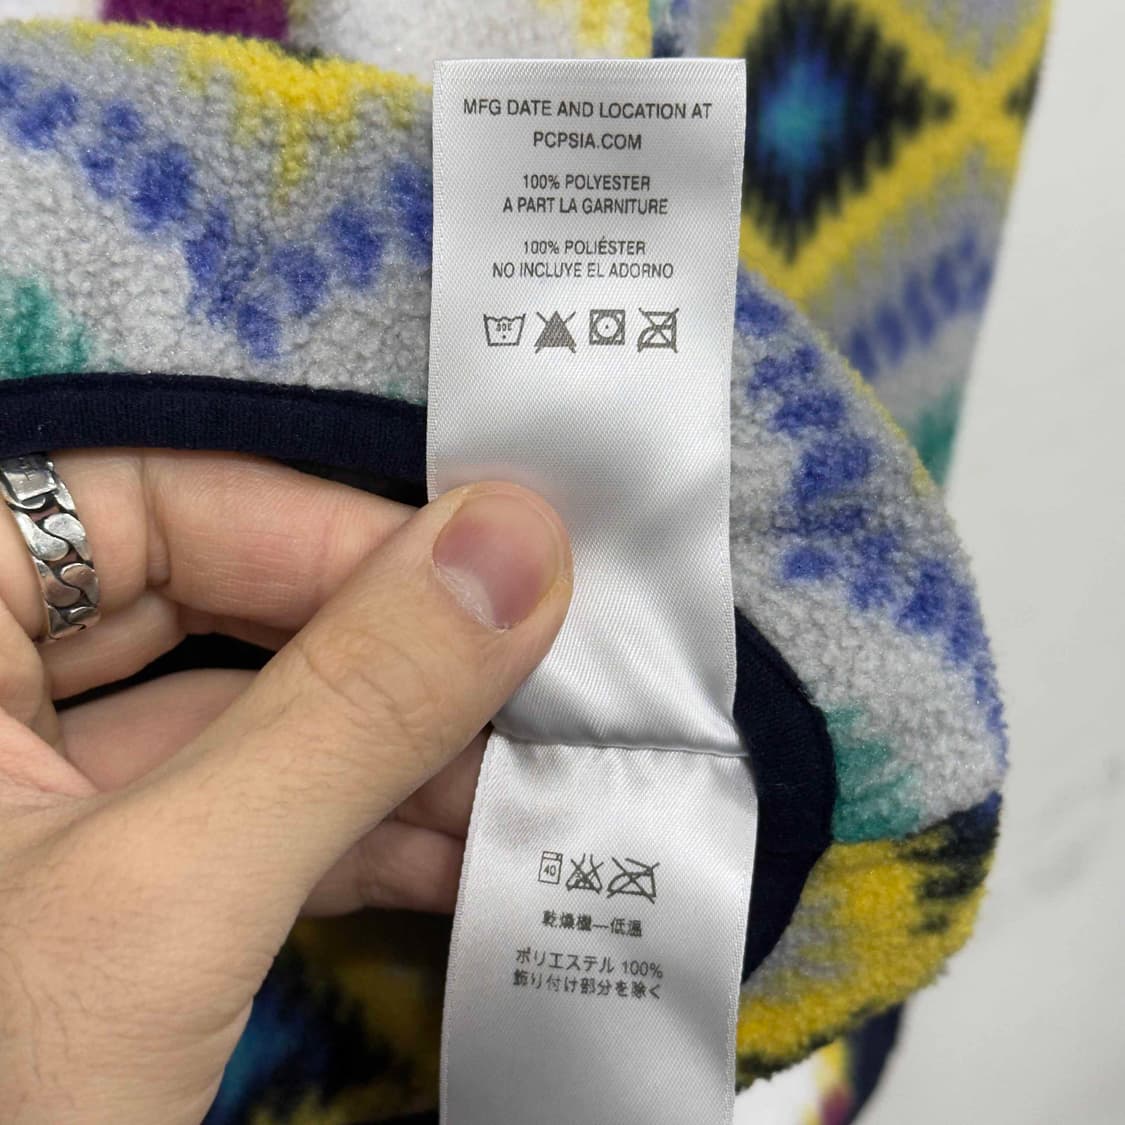 MFG DATE AND LOCATION AT
PCPSIA.COM
100% POLYESTER
A PART LA GARNITURE
100% POLIÉSTER
NO INCLUYE EL ADORNO
30C
40
乾燥機—低温
ポリエステル 100%
飾り付け部分を除く